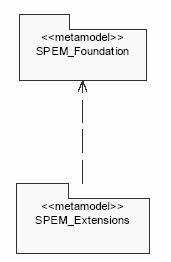 <<metamodel>>
SPEM_Foundation
<<metamodel>>
SPEM_Extensions